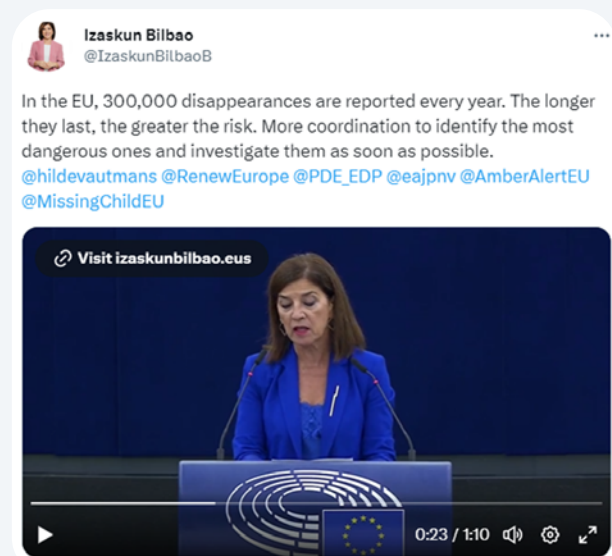 Izaskun Bilbao
@IzaskunBilbaoB
In the EU, 300,000 disappearances are reported every year. The longer
they last, the greater the risk. More coordination to identify the most
dangerous ones and investigate them as soon as possible.
@hildevautmans @RenewEurope @PDE_EDP @eajpnv @AmberAlertEU
@MissingChildEU
Visit izaskunbilbao.eus
0:23 / 1:10